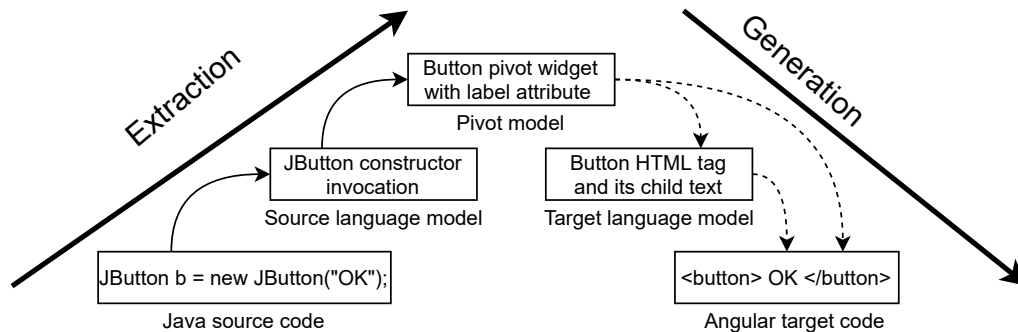 Extraction
Generation
Button pivot widget
with label attribute
Pivot model
JButton constructor
invocation
Source language model
Button HTML tag
and its child text
Target language model
JButton b = new JButton("OK");
Java source code
<button> OK </button>
Angular target code